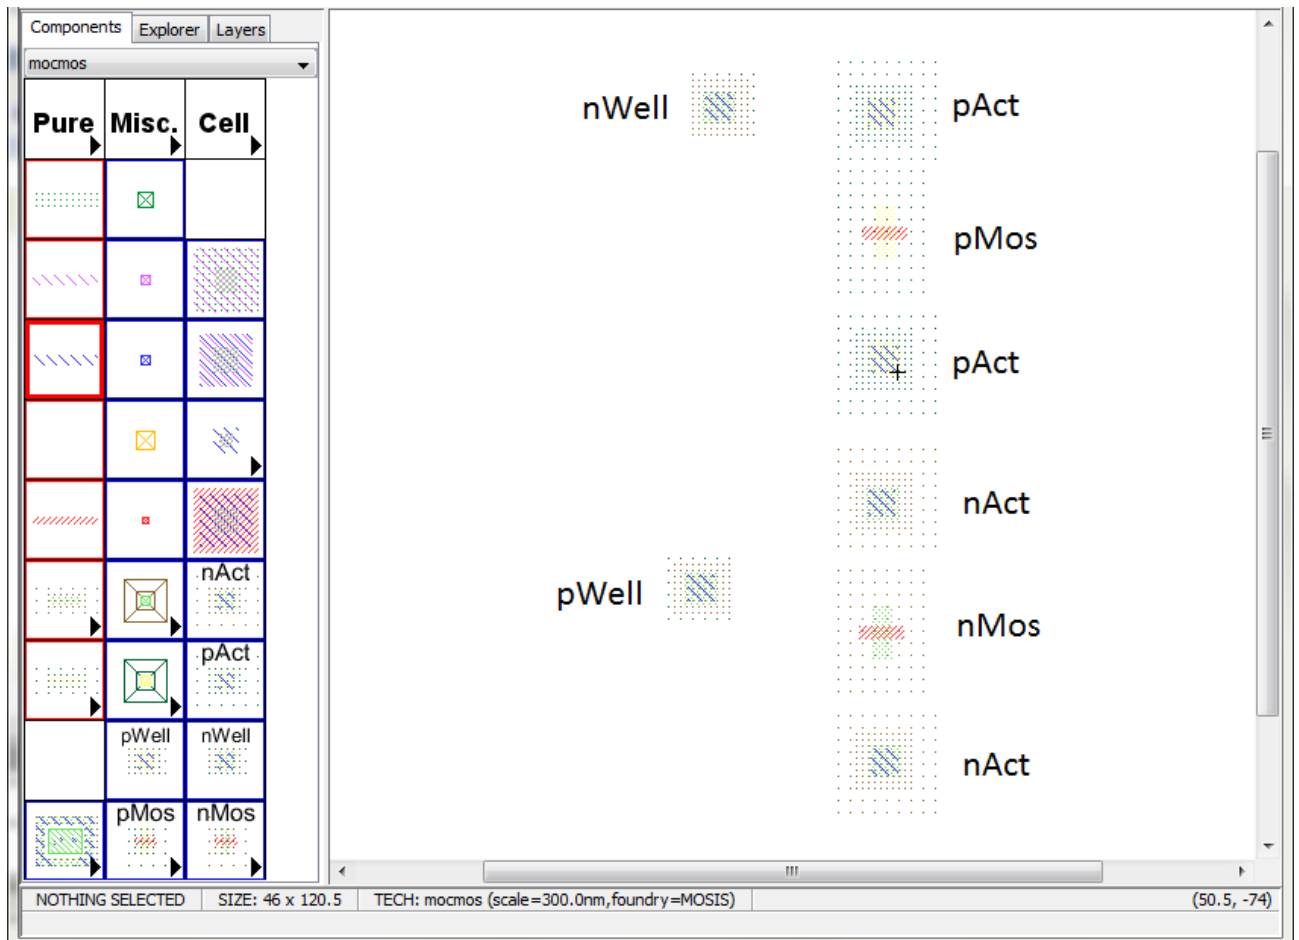 Components Explorer Layers
mocmos
Pure Misc. Cell
nAct
pAct
pWell nWell
pMos nMos
nWell
pAct
pMos
pAct
nAct
pWell
nMos
nAct
NOTHING SELECTED SIZE: 46 x 120.5 TECH: mocmos (scale=300.0nm,foundry=MOSIS) (50.5, -74)